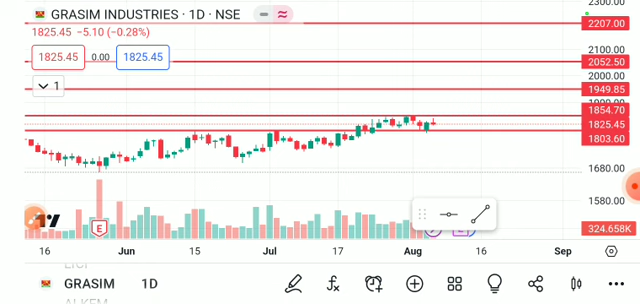 2300.00
GRASIM INDUSTRIES · 1D · NSE
2207.00
1825.45 −5.10 (−0.28%)
1825.45 0.00 1825.45
2100.00
2052.50
2000.00
1
1949.85
1854.70
1825.45
1803.60
1680.00
1580.00
E
324.658K
16 Jun 15 Jul 17 Aug 16 Sep
GRASIM 1D
ALKEM